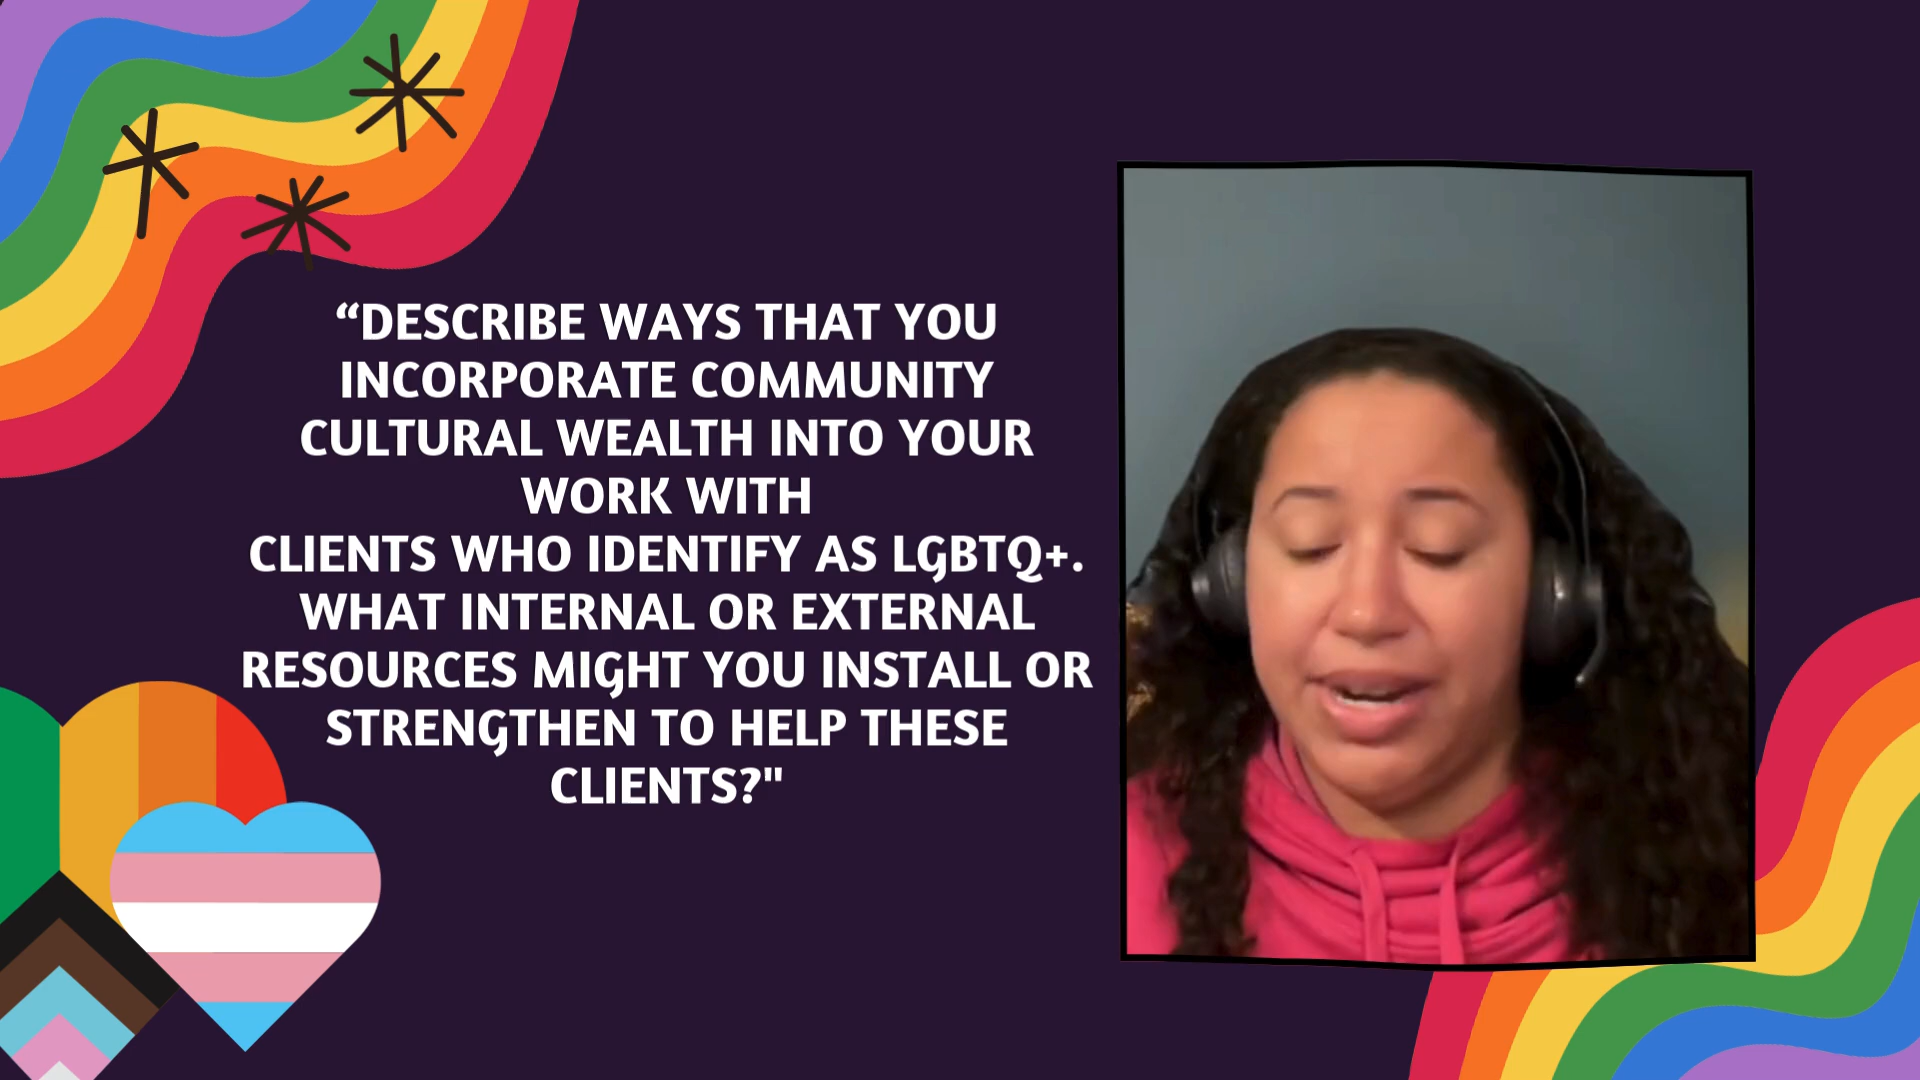 “DESCRIBE WAYS THAT YOU
INCORPORATE COMMUNITY
CULTURAL WEALTH INTO YOUR
WORK WITH
CLIENTS WHO IDENTIFY AS LGBTQ+.
WHAT INTERNAL OR EXTERNAL
RESOURCES MIGHT YOU INSTALL OR
STRENGTHEN TO HELP THESE
CLIENTS?"